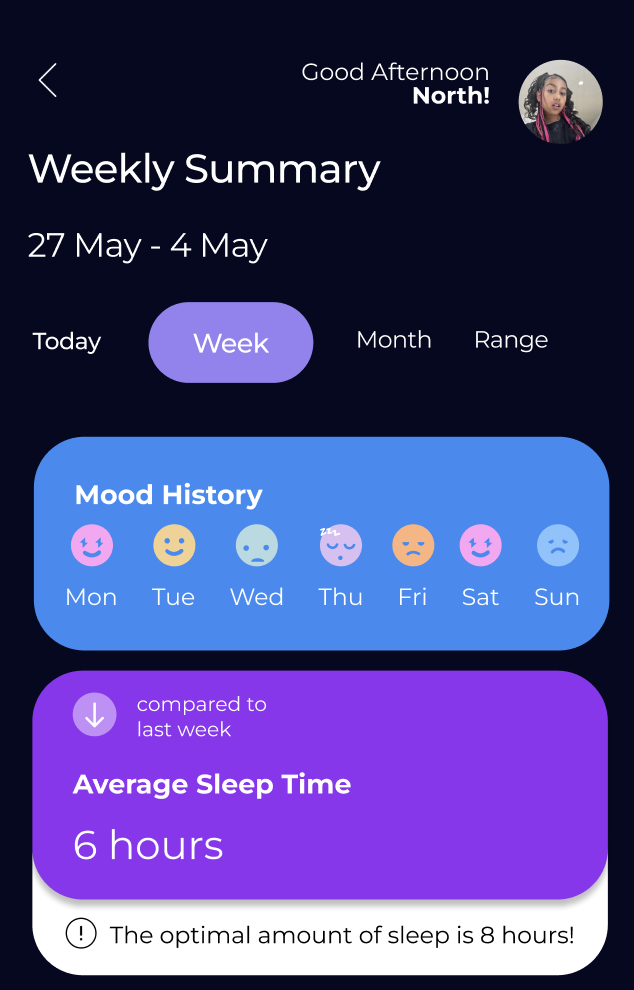 Good Afternoon
North!
Weekly Summary
27 May - 4 May
Today Week Month Range
Mood History
zzz
Mon Tue Wed Thu Fri Sat Sun
compared to
last week
Average Sleep Time
6 hours
! The optimal amount of sleep is 8 hours!